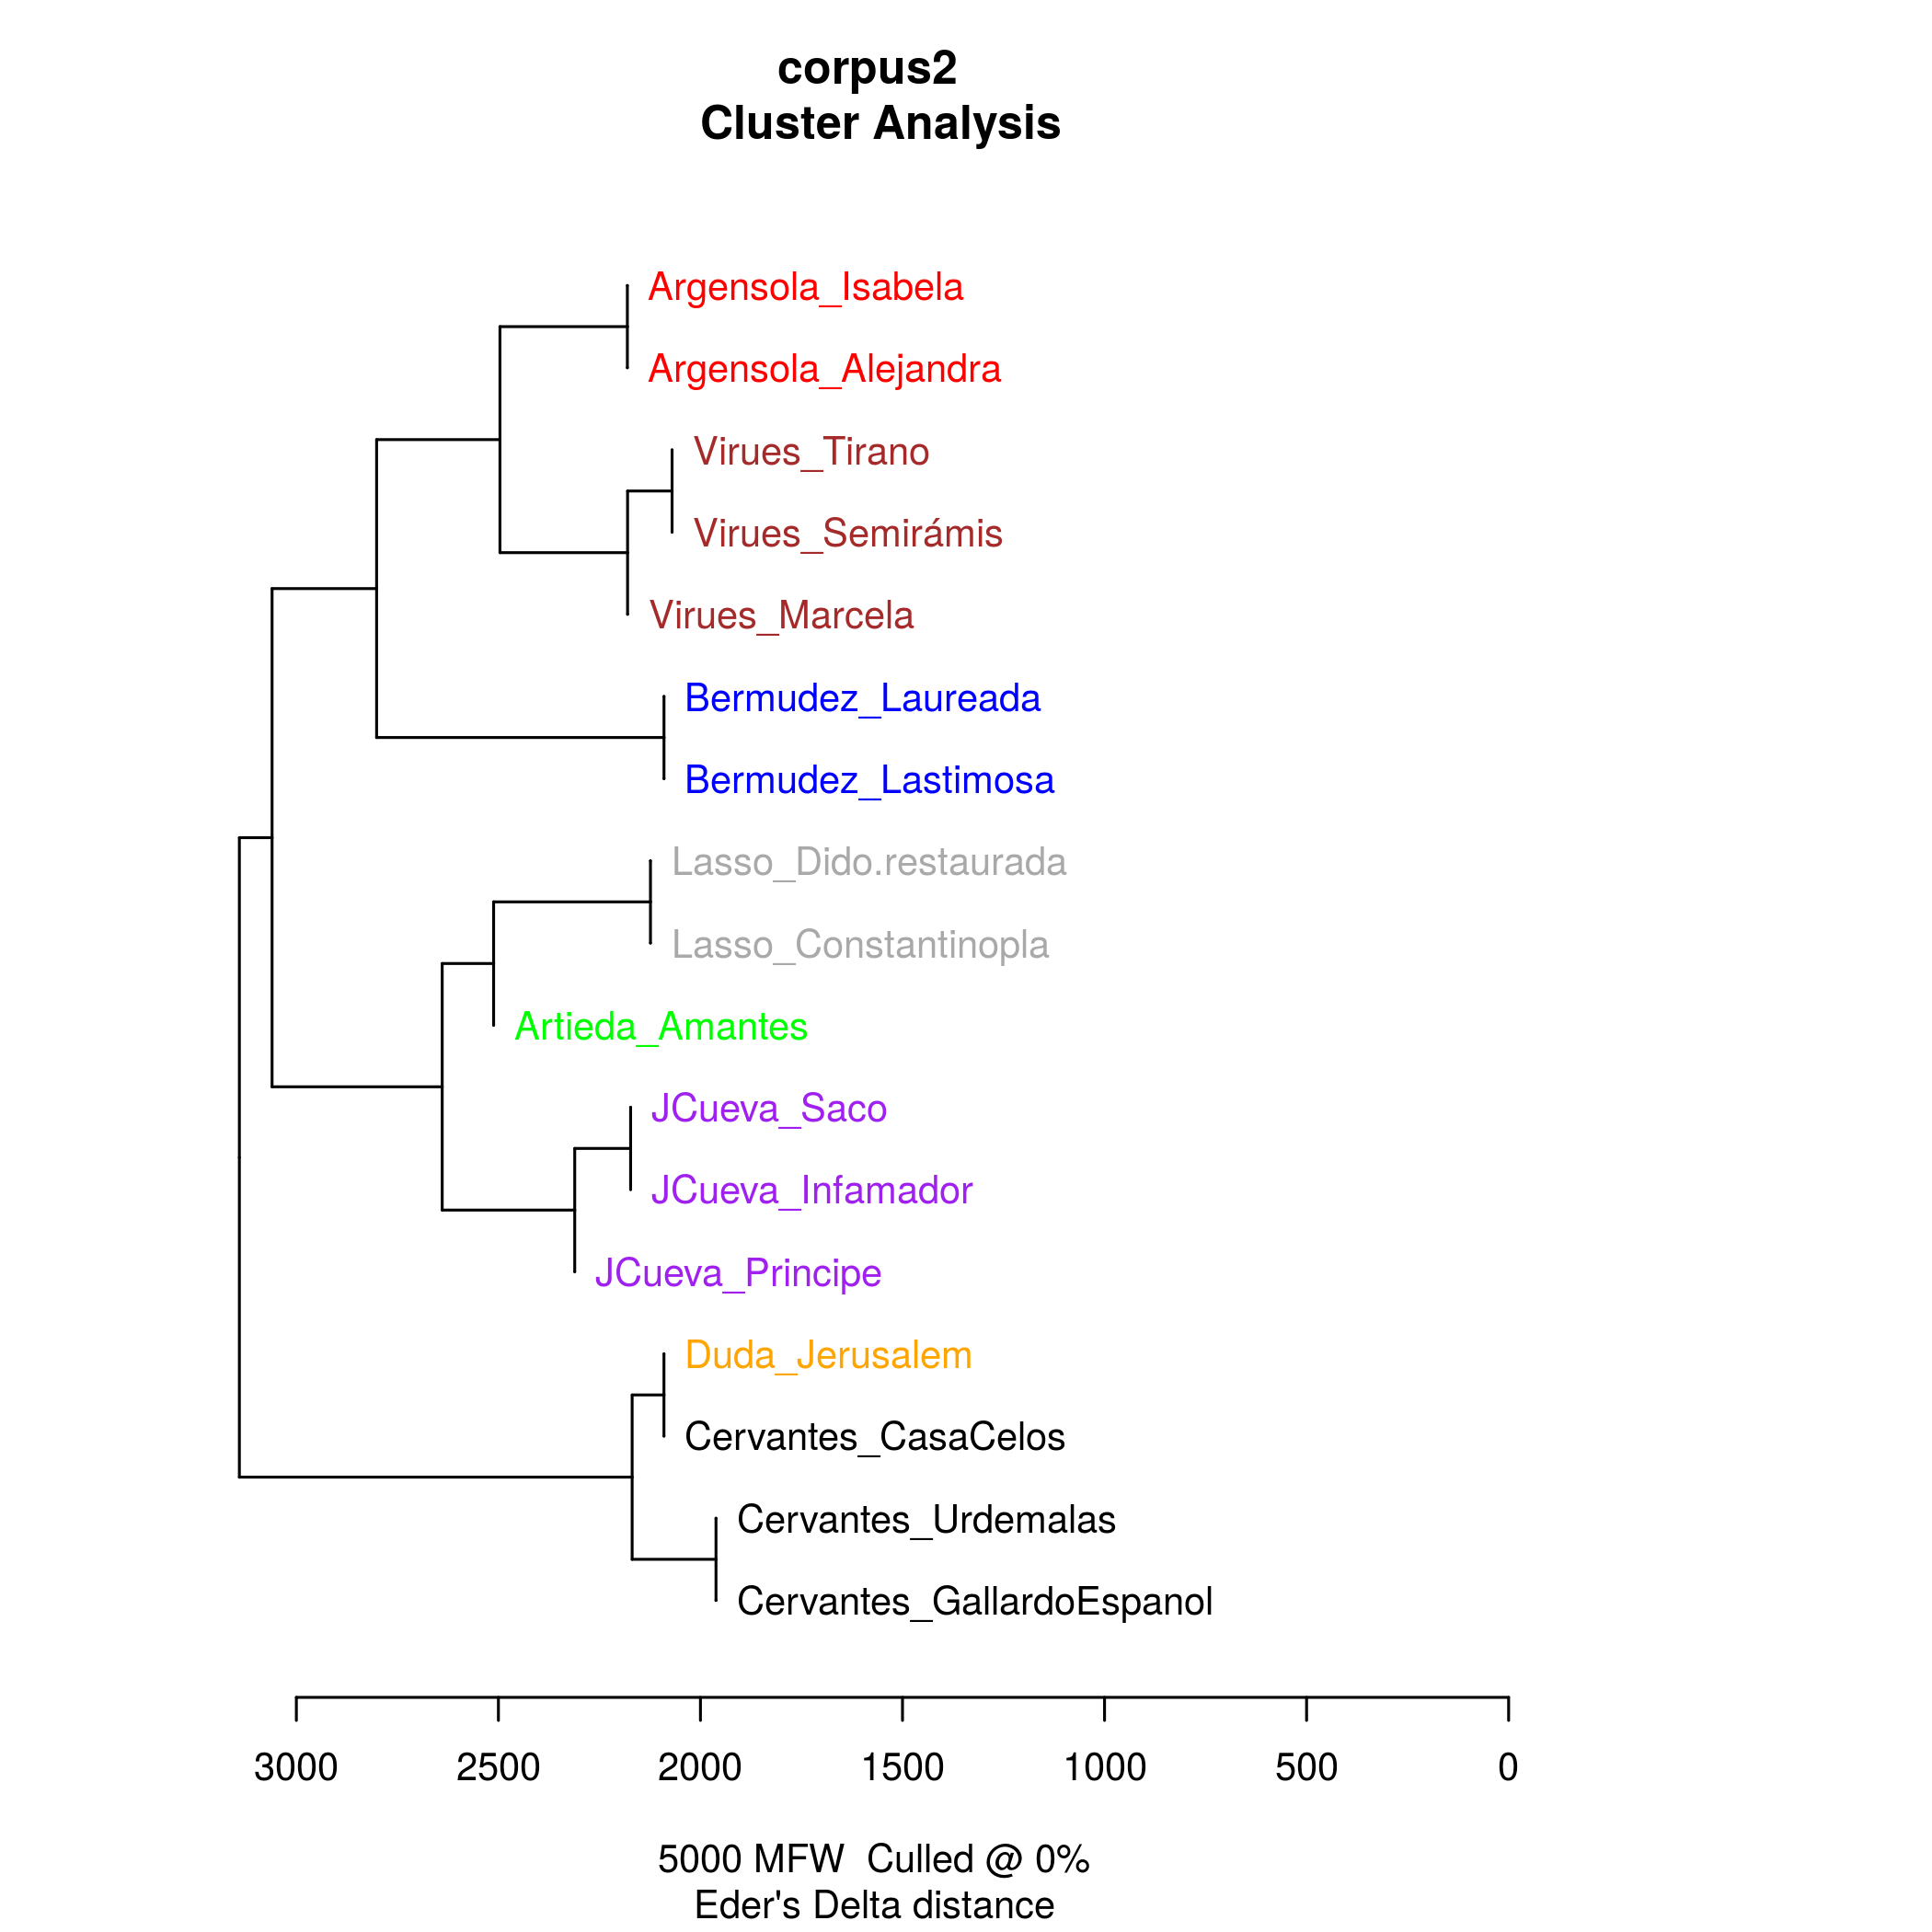 corpus2
Cluster Analysis
Argensola_Isabela
Argensola_Alejandra
Virues_Tirano
Virues_Semirámis
Virues_Marcela
Bermudez_Laureada
Bermudez_Lastimosa
Lasso_Dido.restaurada
Lasso_Constantinopla
Artieda_Amantes
JCueva_Saco
JCueva_Infamador
JCueva_Principe
Duda_Jerusalem
Cervantes_CasaCelos
Cervantes_Urdemalas
Cervantes_GallardoEspanol
3000 2500 2000 1500 1000 500 0
5000 MFW  Culled @ 0%
Eder's Delta distance